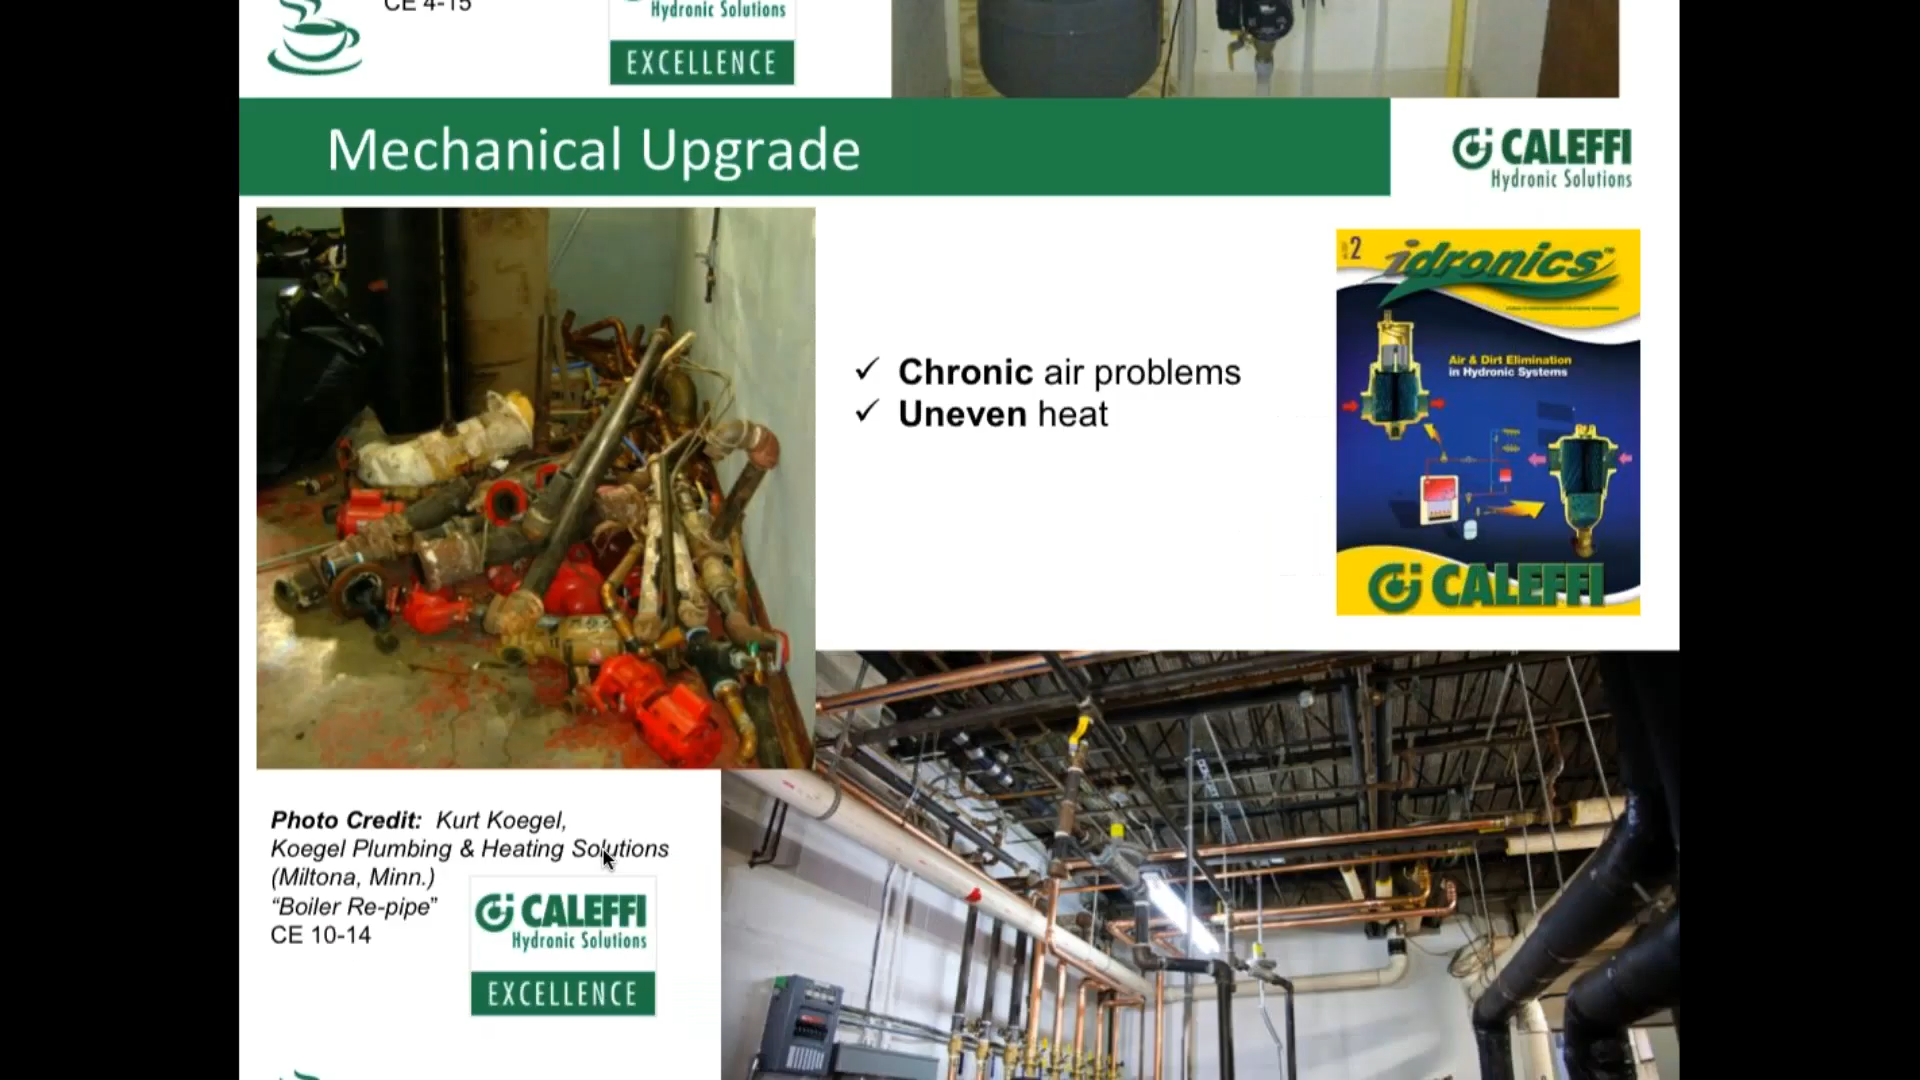 CE 4-15
Hydronic Solutions
EXCELLENCE
Mechanical Upgrade
CALEFFI
Hydronic Solutions
✓ Chronic air problems
✓ Uneven heat
2
idronics™
Air & Dirt Elimination
in Hydronic Systems
CALEFFI
Photo Credit: Kurt Koegel,
Koegel Plumbing & Heating Solutions
(Miltona, Minn.)
“Boiler Re-pipe”
CE 10-14
CALEFFI
Hydronic Solutions
EXCELLENCE